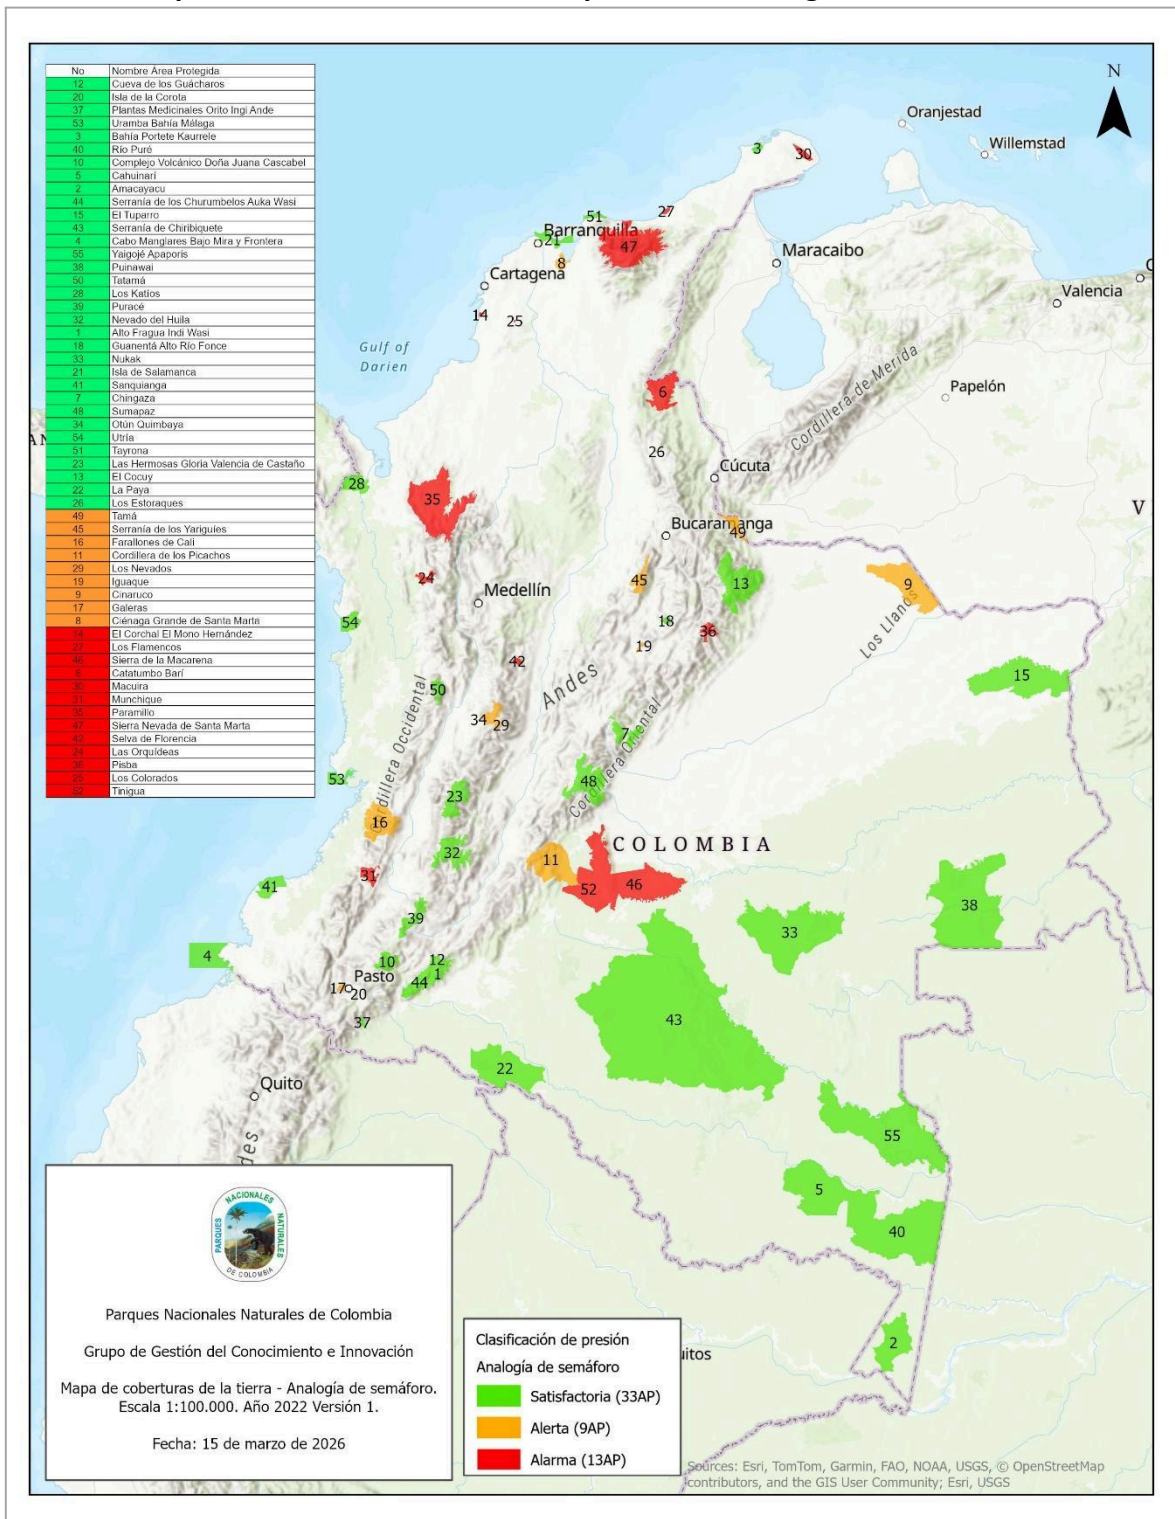 No Nombre Área Protegida
12 Cueva de los Guácharos
20 Isla de la Corota
37 Plantas Medicinales Orito Ingi Ande
53 Uramba Bahía Málaga
3 Bahía Portete Kaurrele
40 Río Puré
10 Complejo Volcánico Doña Juana Cascabel
5 Cahuinarí
2 Amacayacu
44 Serranía de los Churumbelos Auka Wasi
15 El Tuparro
43 Serranía de Chiribiquete
4 Cabo Manglares Bajo Mira y Frontera
55 Yaigojé Apaporis
38 Puinawai
50 Tatamá
28 Los Katíos
39 Puracé
32 Nevado del Huila
1 Alto Fragua Indi Wasi
18 Guanentá Alto Río Fonce
33 Nukak
21 Isla de Salamanca
41 Sanquianga
7 Chingaza
48 Sumapaz
34 Otún Quimbaya
54 Utría
51 Tayrona
23 Las Hermosas Gloria Valencia de Castaño
13 El Cocuy
22 La Paya
26 Los Estoraques
49 Tamá
45 Serranía de los Yariguíes
16 Farallones de Cali
11 Cordillera de los Picachos
29 Los Nevados
19 Iguaque
9 Cinaruco
17 Galeras
8 Ciénaga Grande de Santa Marta
14 El Corchal El Mono Hernández
27 Los Flamencos
46 Sierra de la Macarena
6 Catatumbo Barí
30 Macuira
31 Munchique
35 Paramillo
47 Sierra Nevada de Santa Marta
42 Selva de Florencia
24 Las Orquídeas
36 Pisba
25 Los Colorados
52 Tinigua
N
Oranjestad
Willemstad
3
30
51
27
Barranquilla
21
47
8
Maracaibo
Cartagena
Valencia
14
25
Gulf of
Darien
6
Papelón
Cordillera de Merida
26
Cúcuta
28
35
Bucaramanga
49
V
24
45
13
9
Medellín
Los Llanos
54
18
36
19
42
Andes
15
50
34
29
Cordillera Occidental
7
Cordillera Oriental
53
48
23
16
32
11
COLOMBIA
31
52
46
41
38
39
33
4
10
12
1
44
Pasto
17
20
37
43
22
Quito
des
55
5
40
2
uitos
PARQUES NACIONALES NATURALES DE COLOMBIA
Parques Nacionales Naturales de Colombia
Grupo de Gestión del Conocimiento e Innovación
Mapa de coberturas de la tierra - Analogía de semáforo.
Escala 1:100.000. Año 2022 Versión 1.
Fecha: 15 de marzo de 2026
Clasificación de presión
Analogía de semáforo
Satisfactoria (33AP)
Alerta (9AP)
Alarma (13AP)
Sources: Esri, TomTom, Garmin, FAO, NOAA, USGS, © OpenStreetMap
contributors, and the GIS User Community; Esri, USGS